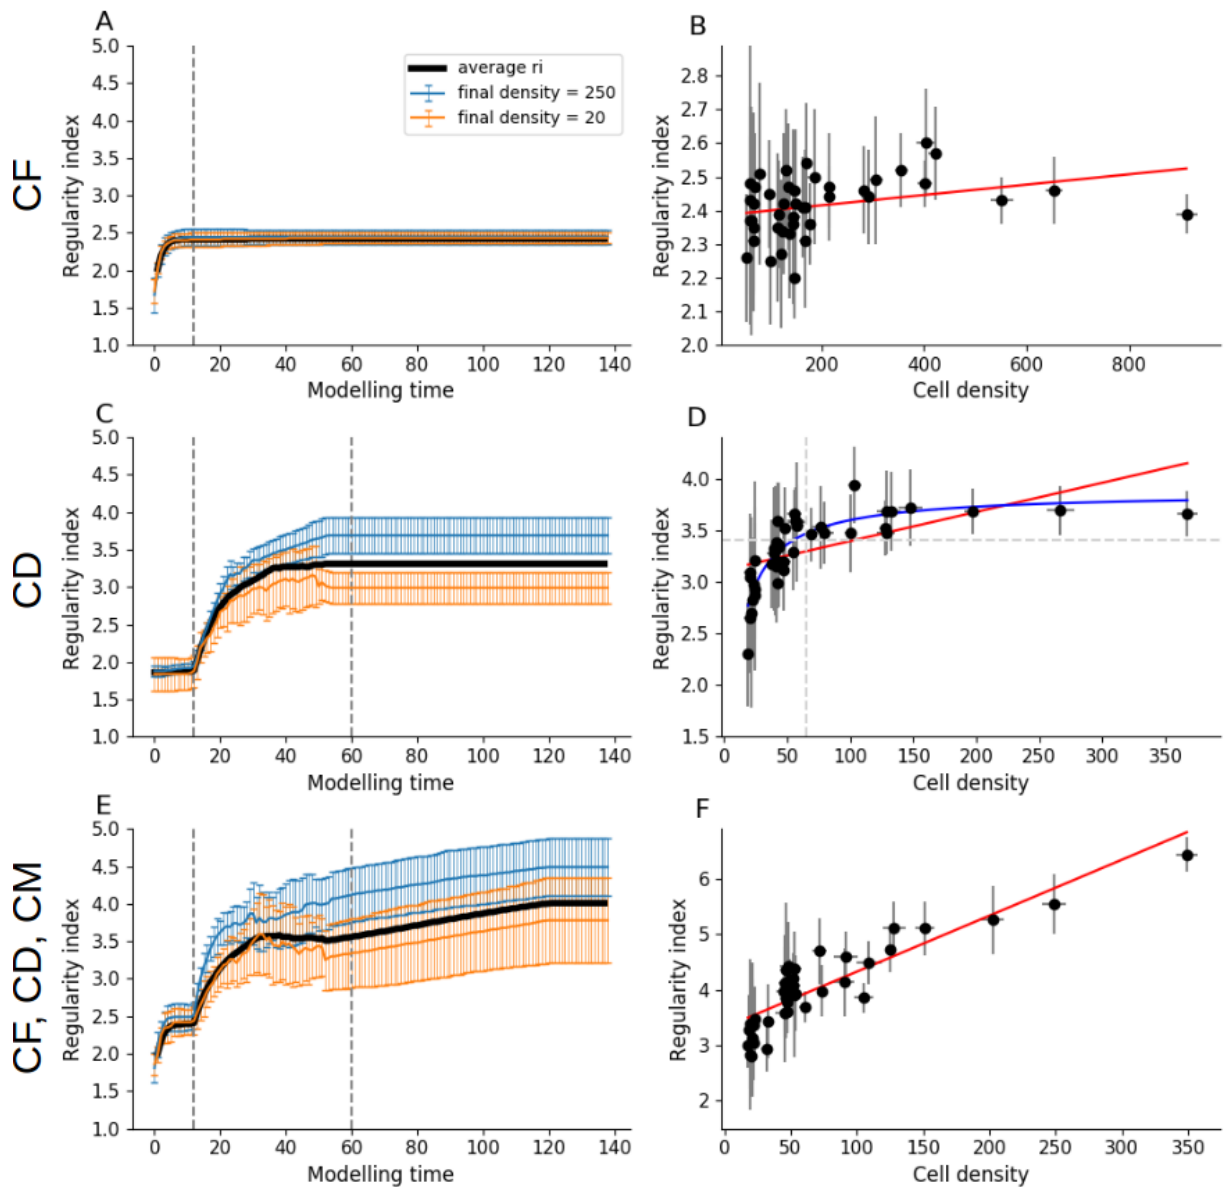 A
B
CF
Regularity index
5.0
4.5
4.0
3.5
3.0
2.5
2.0
1.5
1.0
average ri
final density = 250
final density = 20
0 20 40 60 80 100 120 140
Modelling time
Regularity index
2.8
2.7
2.6
2.5
2.4
2.3
2.2
2.1
2.0
200 400 600 800
Cell density
C
D
CD
Regularity index
5.0
4.5
4.0
3.5
3.0
2.5
2.0
1.5
1.0
0 20 40 60 80 100 120 140
Modelling time
Regularity index
4.0
3.5
3.0
2.5
2.0
1.5
0 50 100 150 200 250 300 350
Cell density
E
F
CF, CD, CM
Regularity index
5.0
4.5
4.0
3.5
3.0
2.5
2.0
1.5
1.0
0 20 40 60 80 100 120 140
Modelling time
Regularity index
6
5
4
3
2
0 50 100 150 200 250 300 350
Cell density